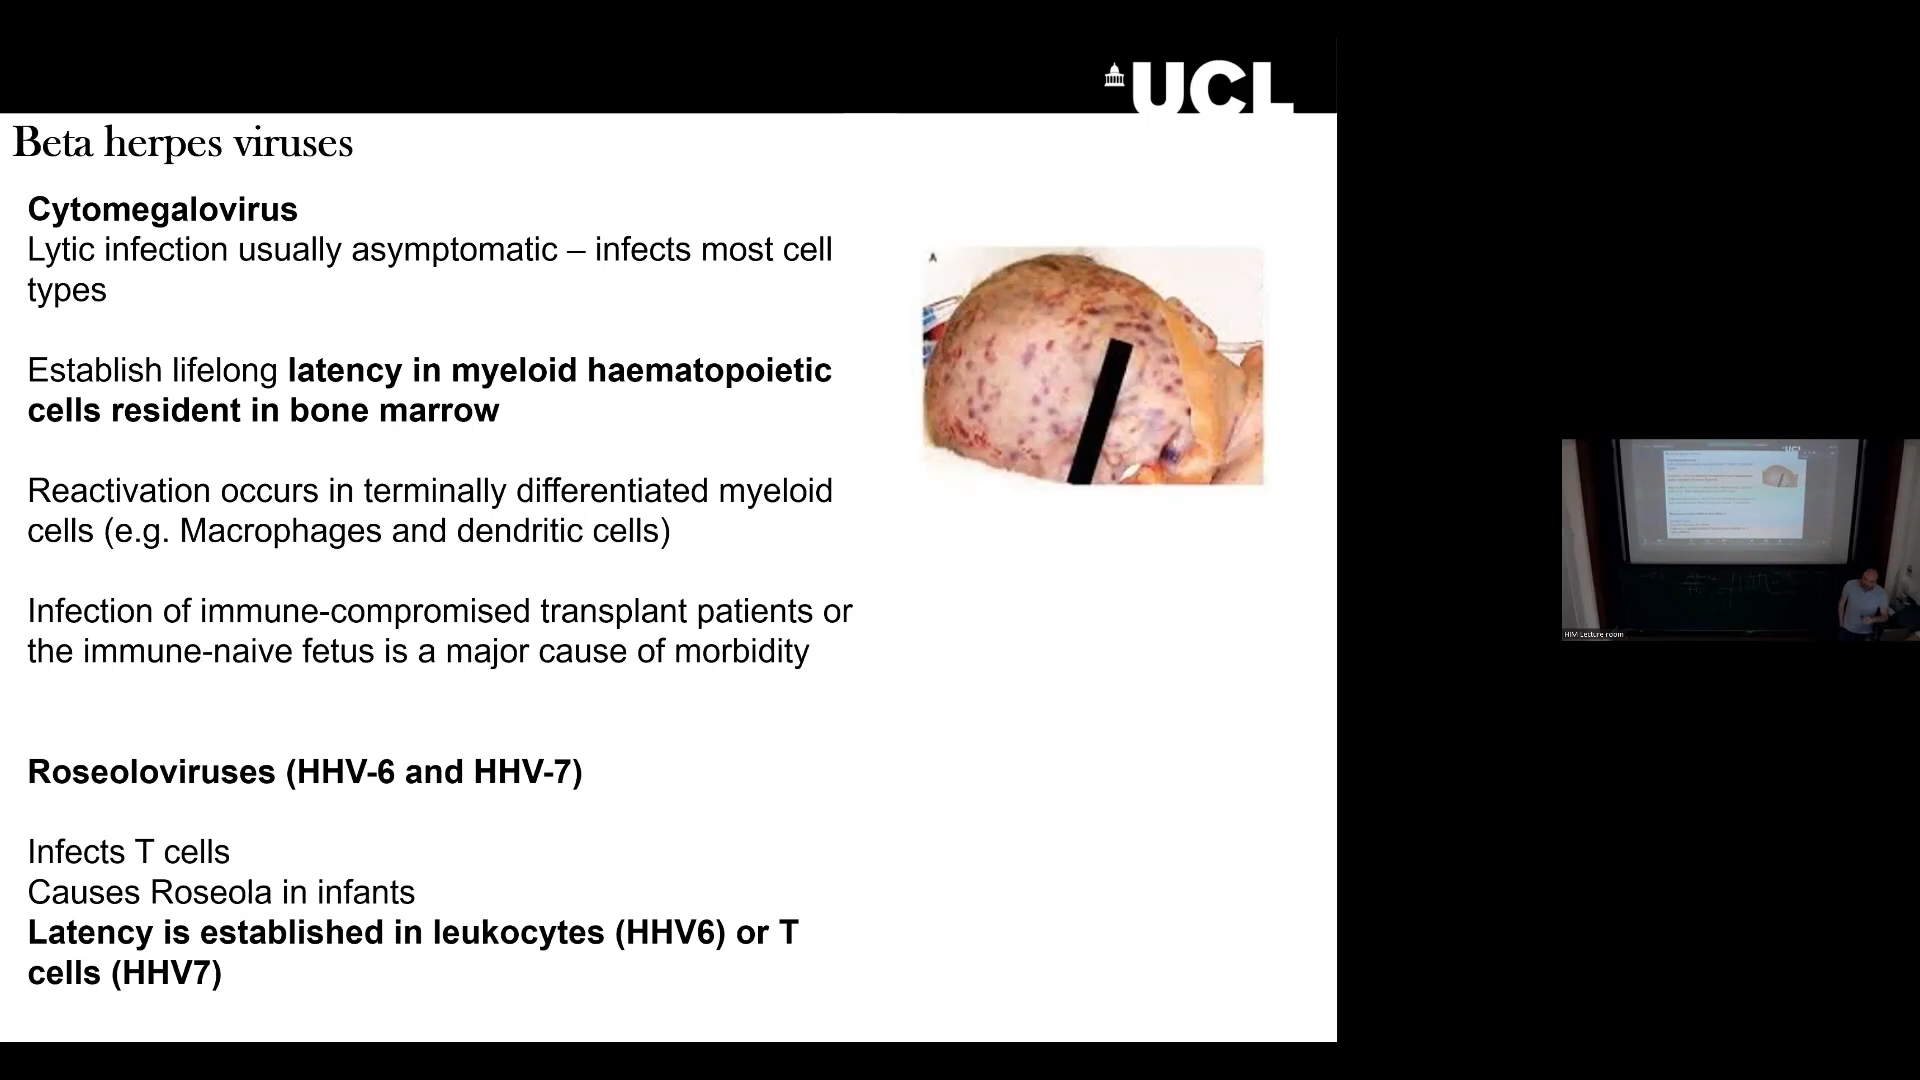 UCL
Beta herpes viruses
Cytomegalovirus
Lytic infection usually asymptomatic – infects most cell
types
Establish lifelong latency in myeloid haematopoietic
cells resident in bone marrow
Reactivation occurs in terminally differentiated myeloid
cells (e.g. Macrophages and dendritic cells)
Infection of immune-compromised transplant patients or
the immune-naive fetus is a major cause of morbidity
Roseoloviruses (HHV-6 and HHV-7)
Infects T cells
Causes Roseola in infants
Latency is established in leukocytes (HHV6) or T
cells (HHV7)
A
HIM Lecture room